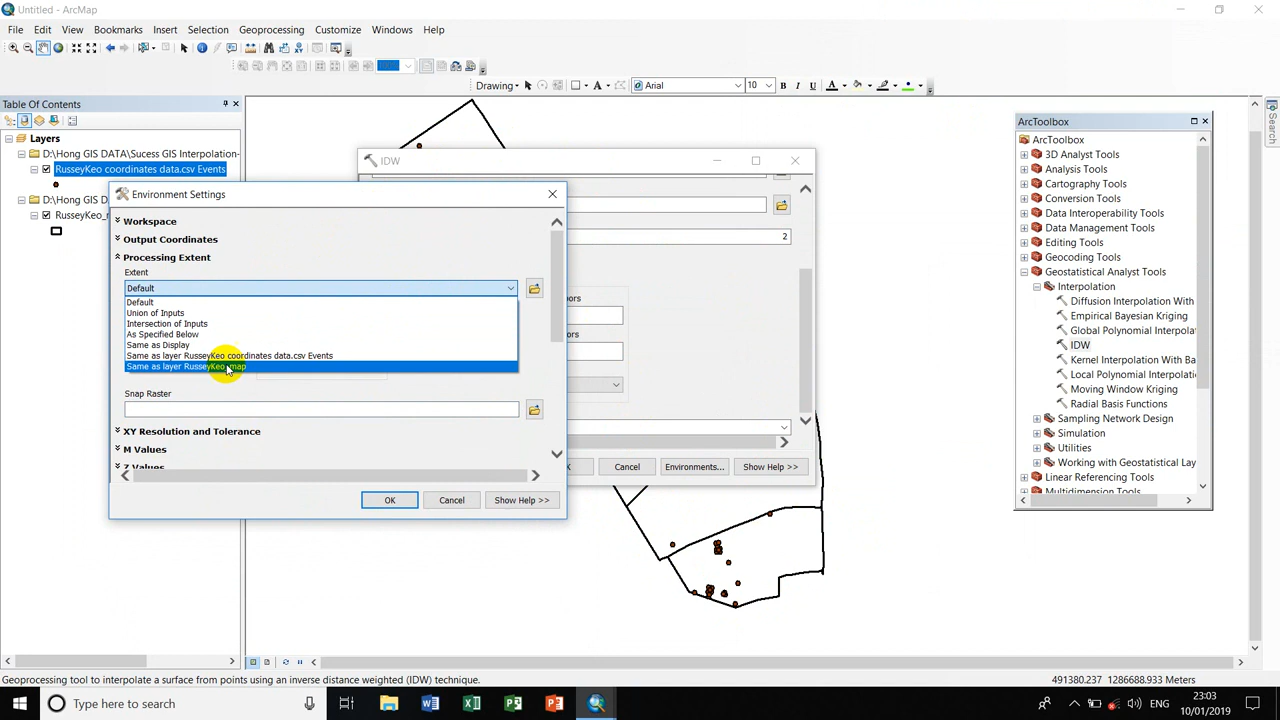 Untitled - ArcMap
File Edit View Bookmarks Insert Selection Geoprocessing Customize Windows Help
Drawing
Arial
10
B I U A
Table Of Contents
Layers
D:\Hong GIS DATA\Sucess GIS Interpolation-
RusseyKeo coordinates data.csv Events
D:\Hong GIS D
RusseyKeo_
IDW
2
Cancel
Environments...
Show Help >>
Environment Settings
Workspace
Output Coordinates
Processing Extent
Extent
Default
Default
Union of Inputs
Intersection of Inputs
As Specified Below
Same as Display
Same as layer RusseyKeo coordinates data.csv Events
Same as layer RusseyKeo_map
Snap Raster
XY Resolution and Tolerance
M Values
Z Values
OK
Cancel
Show Help >>
ArcToolbox
ArcToolbox
3D Analyst Tools
Analysis Tools
Cartography Tools
Conversion Tools
Data Interoperability Tools
Data Management Tools
Editing Tools
Geocoding Tools
Geostatistical Analyst Tools
Interpolation
Diffusion Interpolation With
Empirical Bayesian Kriging
Global Polynomial Interpola
IDW
Kernel Interpolation With Ba
Local Polynomial Interpolat
Moving Window Kriging
Radial Basis Functions
Sampling Network Design
Simulation
Utilities
Working with Geostatistical Lay
Linear Referencing Tools
Multidimension Tools
Search
Geoprocessing tool to interpolate a surface from points using an inverse distance weighted (IDW) technique.
491380.237 1286688.933 Meters
Type here to search
ENG
23:03
10/01/2019